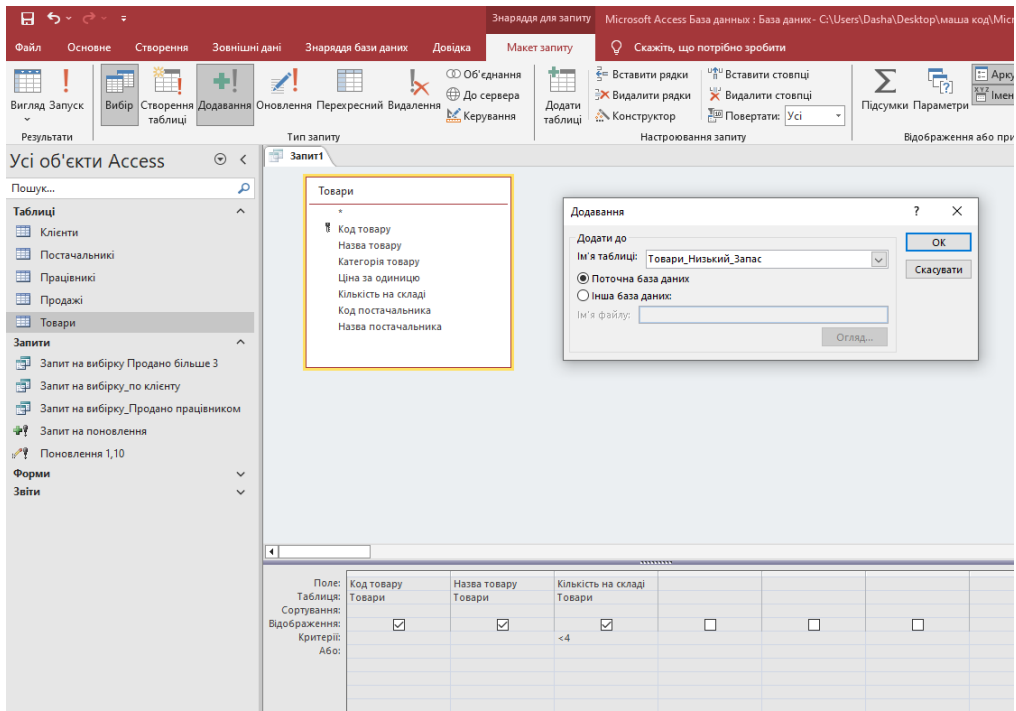 Знаряддя для запиту Microsoft Access База данных : База даних- C:\Users\Dasha\Desktop\маша код\Micr
Файл Основне Створення Зовнішні дані Знаряддя бази даних Довідка Макет запиту Скажіть, що потрібно зробити
Вигляд Запуск Вибір Створення таблиці Додавання Оновлення Перехресний Видалення
Об'єднання
До сервера
Керування
Додати таблиці
Вставити рядки
Видалити рядки
Конструктор
Вставити стовпці
Видалити стовпці
Повертати: Усі
Підсумки Параметри
Арку
Імен
Результати Тип запиту Настроювання запиту Відображення або при
Усі об'єкти Access
Пошук...
Таблиці
Клієнти
Постачальникі
Працівникі
Продажі
Товари
Запити
Запит на вибірку Продано більше 3
Запит на вибірку_по клієнту
Запит на вибірку_Продано працівником
Запит на поновлення
Поновлення 1,10
Форми
Звіти
Запит1
Товари
*
Код товару
Назва товару
Категорія товару
Ціна за одиницю
Кількість на складі
Код постачальника
Назва постачальника
Додавання ? ×
Додати до
Ім'я таблиці: Товари_Низький_Запас
Поточна база даних
Інша база даних:
Ім'я файлу:
Огляд...
ОК
Скасувати
Поле: Код товару Назва товару Кількість на складі
Таблиця: Товари Товари Товари
Сортування:
Відображення:
Критерії: <4
Або: